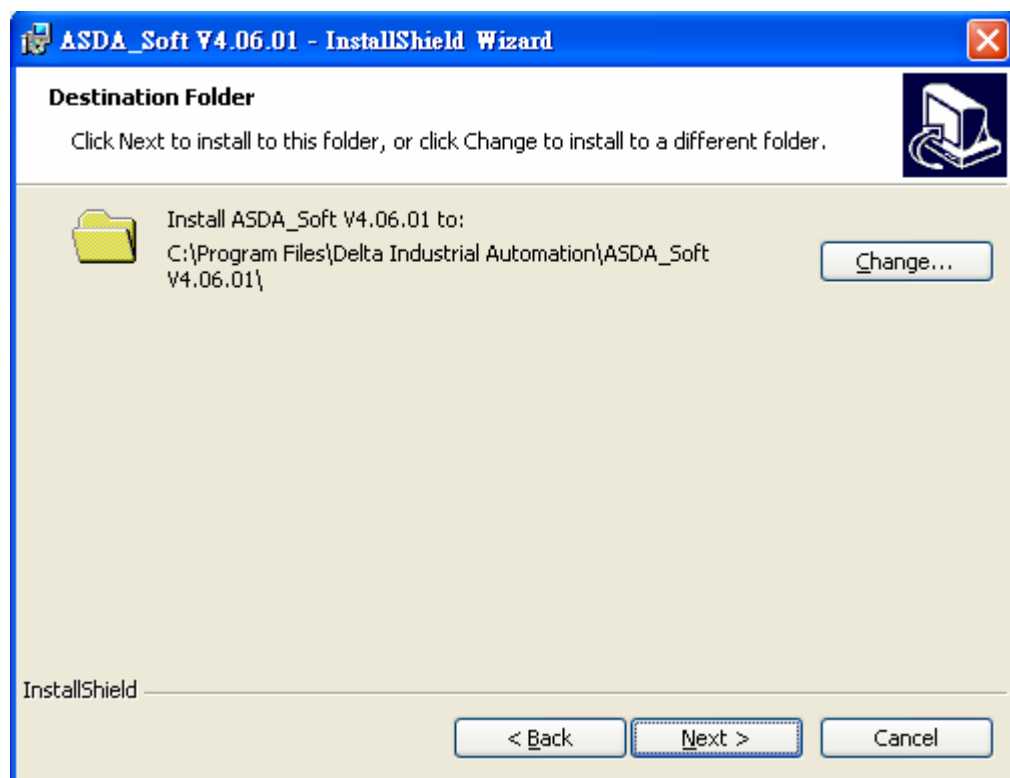 ASDA_Soft V4.06.01 - InstallShield Wizard
Destination Folder
Click Next to install to this folder, or click Change to install to a different folder.
Install ASDA_Soft V4.06.01 to:
C:\Program Files\Delta Industrial Automation\ASDA_Soft
V4.06.01\
Change...
InstallShield
< Back
Next >
Cancel